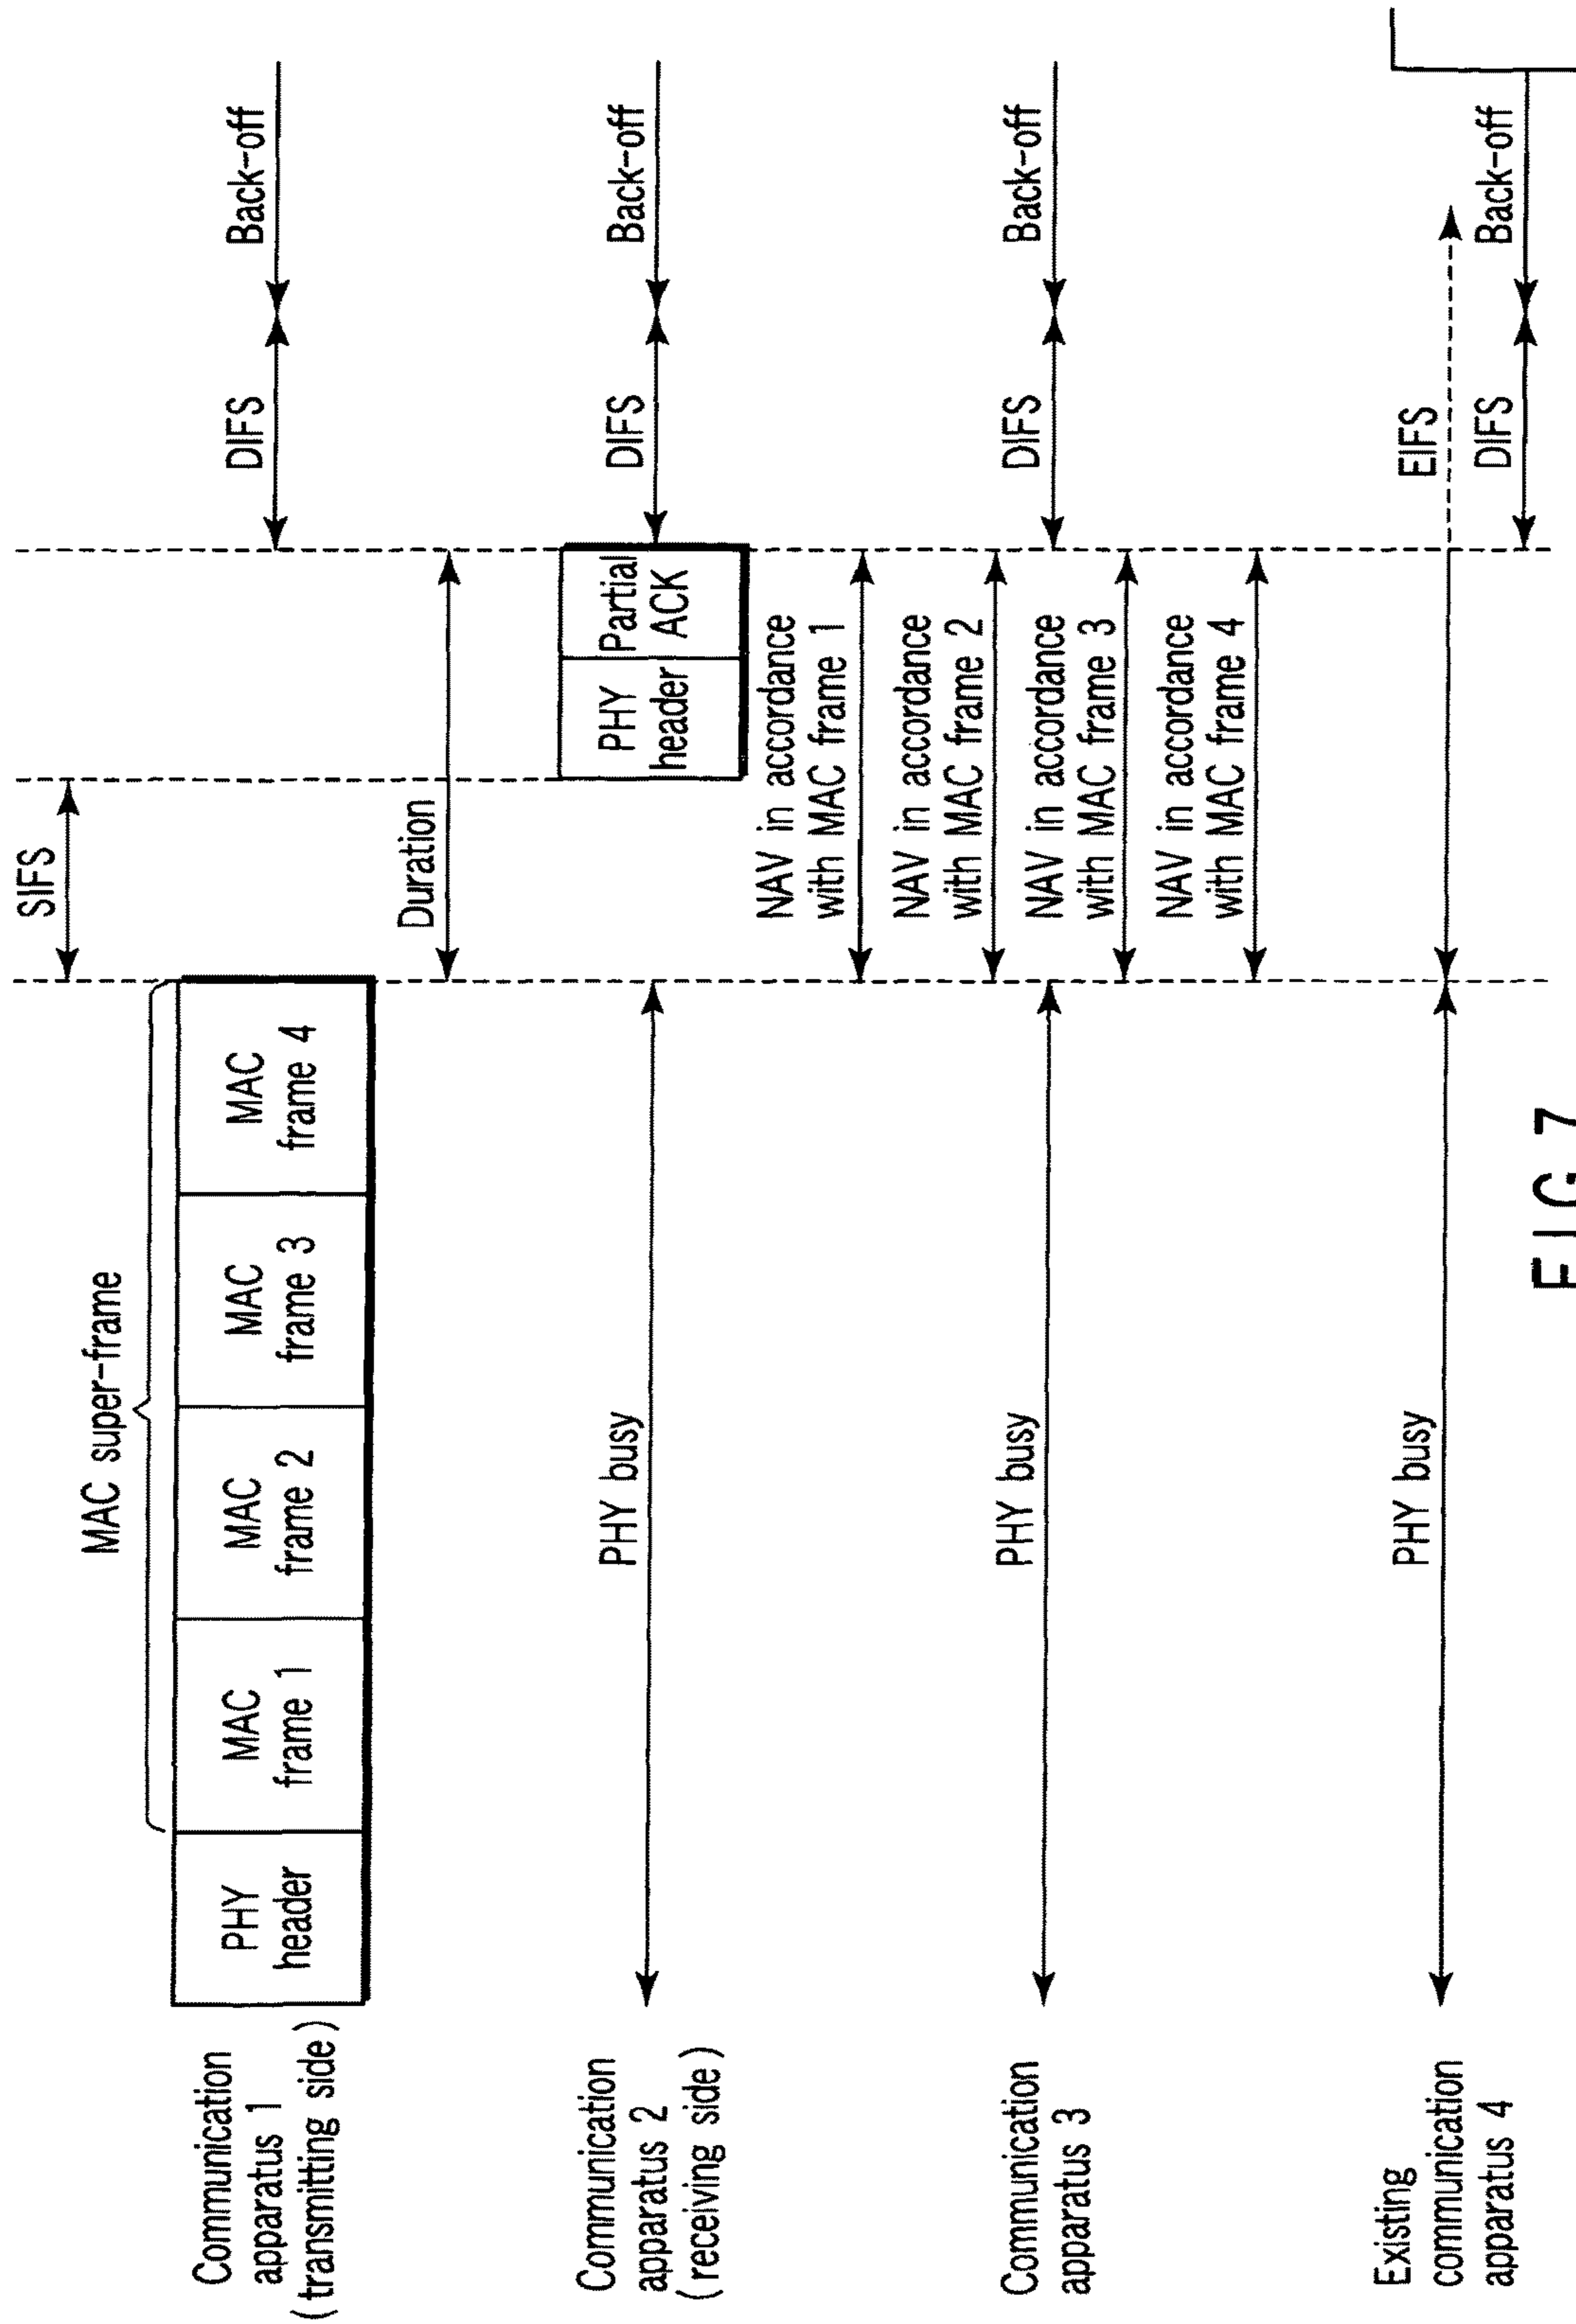 SIFS
MAC super-frame
Communication
apparatus 1
(transmitting side)
PHY
header
MAC
frame 1
MAC
frame 2
MAC
frame 3
MAC
frame 4
DIFS
Back-off
Duration
Communication
apparatus 2
(receiving side)
PHY busy
PHY
header
Partial
ACK
DIFS
Back-off
NAV in accordance
with MAC frame 1
NAV in accordance
with MAC frame 2
Communication
apparatus 3
PHY busy
NAV in accordance
with MAC frame 3
DIFS
Back-off
NAV in accordance
with MAC frame 4
Existing
communication
apparatus 4
PHY busy
EIFS
DIFS
Back-off
FIG. 7